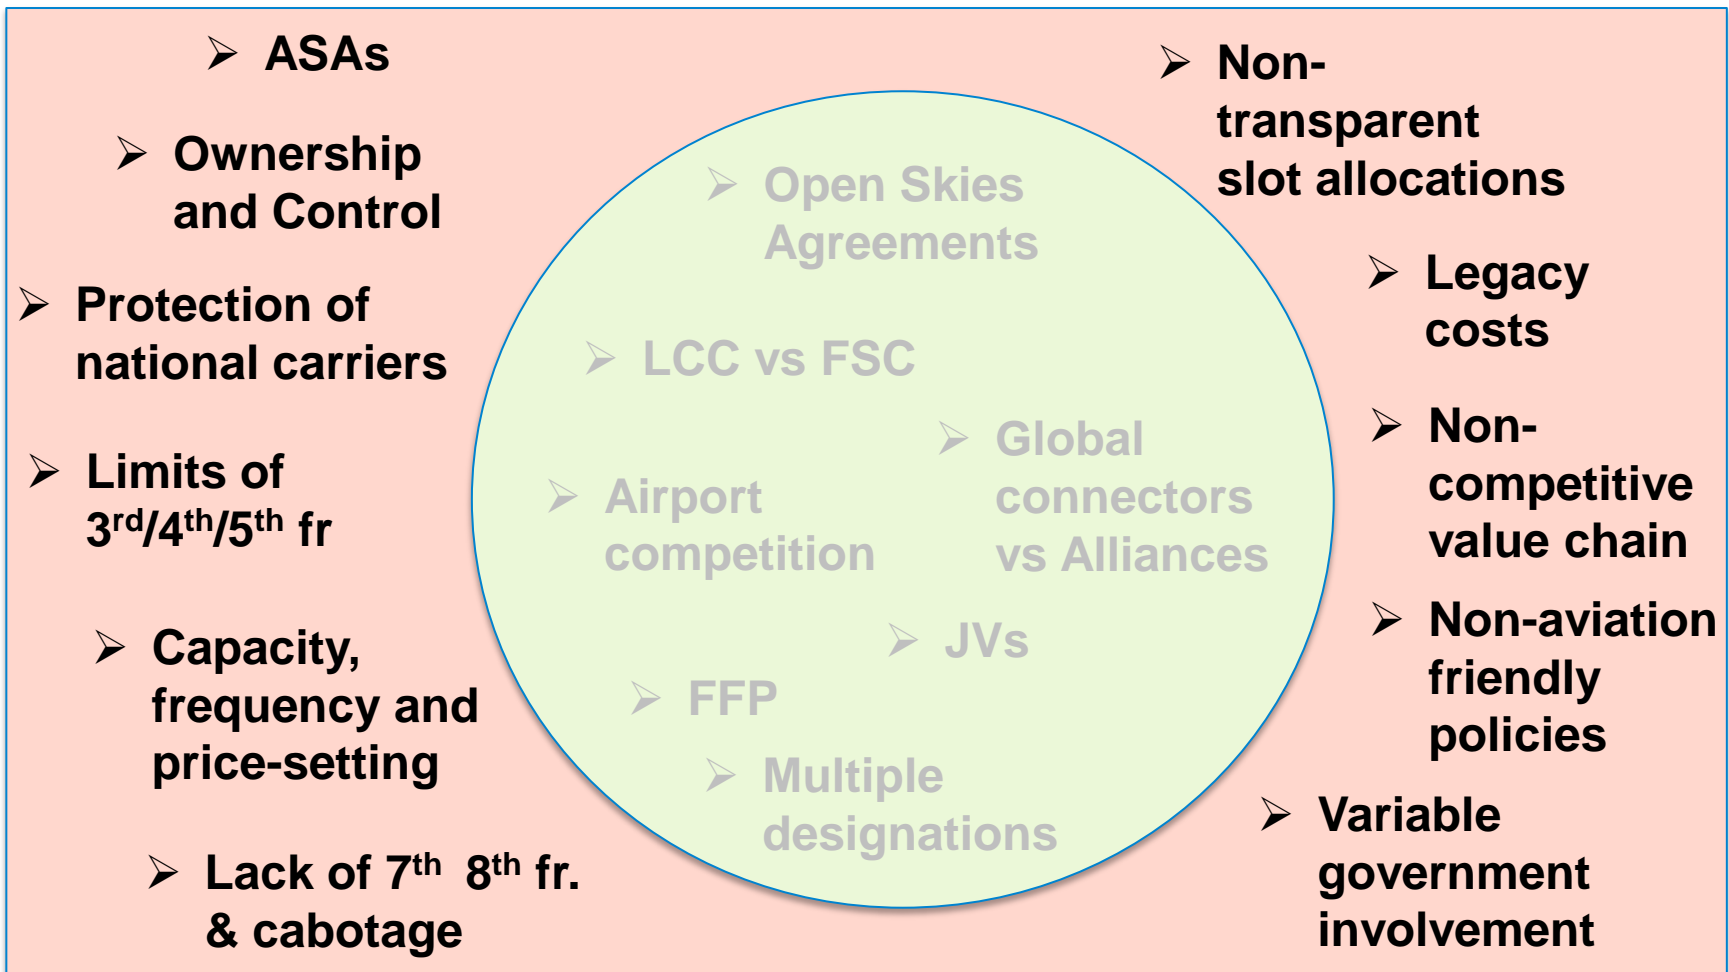 ➢ ASAs
➢ Ownership
and Control
➢ Protection of
national carriers
➢ Limits of
3rd/4th/5th fr
➢ Capacity,
frequency and
price-setting
➢ Lack of 7th 8th fr.
& cabotage
➢ Open Skies
Agreements
➢ LCC vs FSC
➢ Global
connectors
vs Alliances
➢ Airport
competition
➢ JVs
➢ FFP
➢ Multiple
designations
➢ Non-
transparent
slot allocations
➢ Legacy
costs
➢ Non-
competitive
value chain
➢ Non-aviation
friendly
policies
➢ Variable
government
involvement